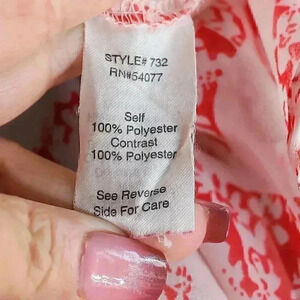 STYLE# 732
RN#54077
Self
100% Polyester
Contrast
100% Polyester
See Reverse
Side For Care